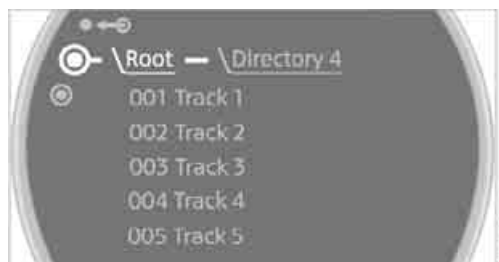 \Root — \Directory 4
001 Track 1
002 Track 2
003 Track 3
004 Track 4
005 Track 5